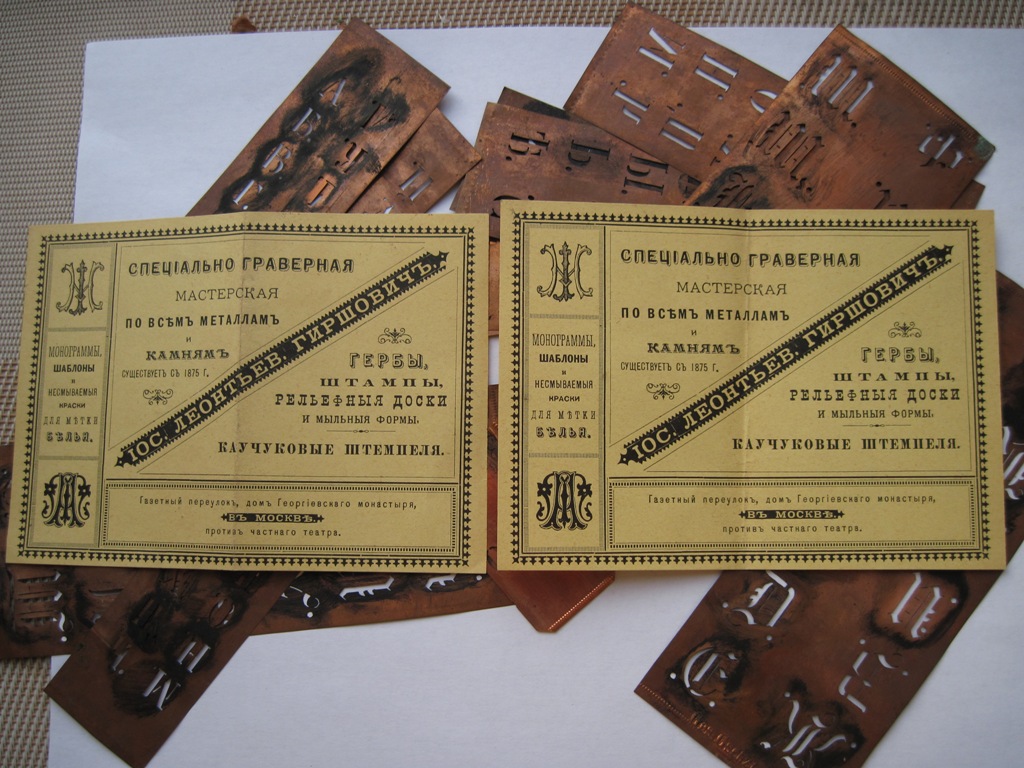 СПЕЦІАЛЬНО ГРАВЕРНАЯ
МАСТЕРСКАЯ
ПО ВСѢМЪ МЕТАЛЛАМЪ
И
КАМНЯМЪ
СУЩЕСТВУЕТЪ СЪ 1875 Г.
ІОС. ЛЕОНТЬЕВ. ГИРШОВИЧЪ.
ГЕРБЫ,
ШТАМПЫ,
РЕЛЬЕФНЫЯ ДОСКИ
И МЫЛЬНЫЯ ФОРМЫ,
КАУЧУКОВЫЕ ШТЕМПЕЛЯ.
МОНОГРАММЫ,
ШАБЛОНЫ
И
НЕСМЫВАЕМЫЯ
КРАСКИ
ДЛЯ МѢТКИ
БѢЛЬЯ.
Газетный переулокъ, домъ Георгіевскаго монастыря,
ВЪ МОСКВѢ.
противъ частнаго театра.
СПЕЦІАЛЬНО ГРАВЕРНАЯ
МАСТЕРСКАЯ
ПО ВСѢМЪ МЕТАЛЛАМЪ
И
КАМНЯМЪ
СУЩЕСТВУЕТЪ СЪ 1875 Г.
ІОС. ЛЕОНТЬЕВ. ГИРШОВИЧЪ.
ГЕРБЫ,
ШТАМПЫ,
РЕЛЬЕФНЫЯ ДОСКИ
И МЫЛЬНЫЯ ФОРМЫ,
КАУЧУКОВЫЕ ШТЕМПЕЛЯ.
МОНОГРАММЫ,
ШАБЛОНЫ
И
НЕСМЫВАЕМЫЯ
КРАСКИ
ДЛЯ МѢТКИ
БѢЛЬЯ.
Газетный переулокъ, домъ Георгіевскаго монастыря,
ВЪ МОСКВѢ.
противъ частнаго театра.